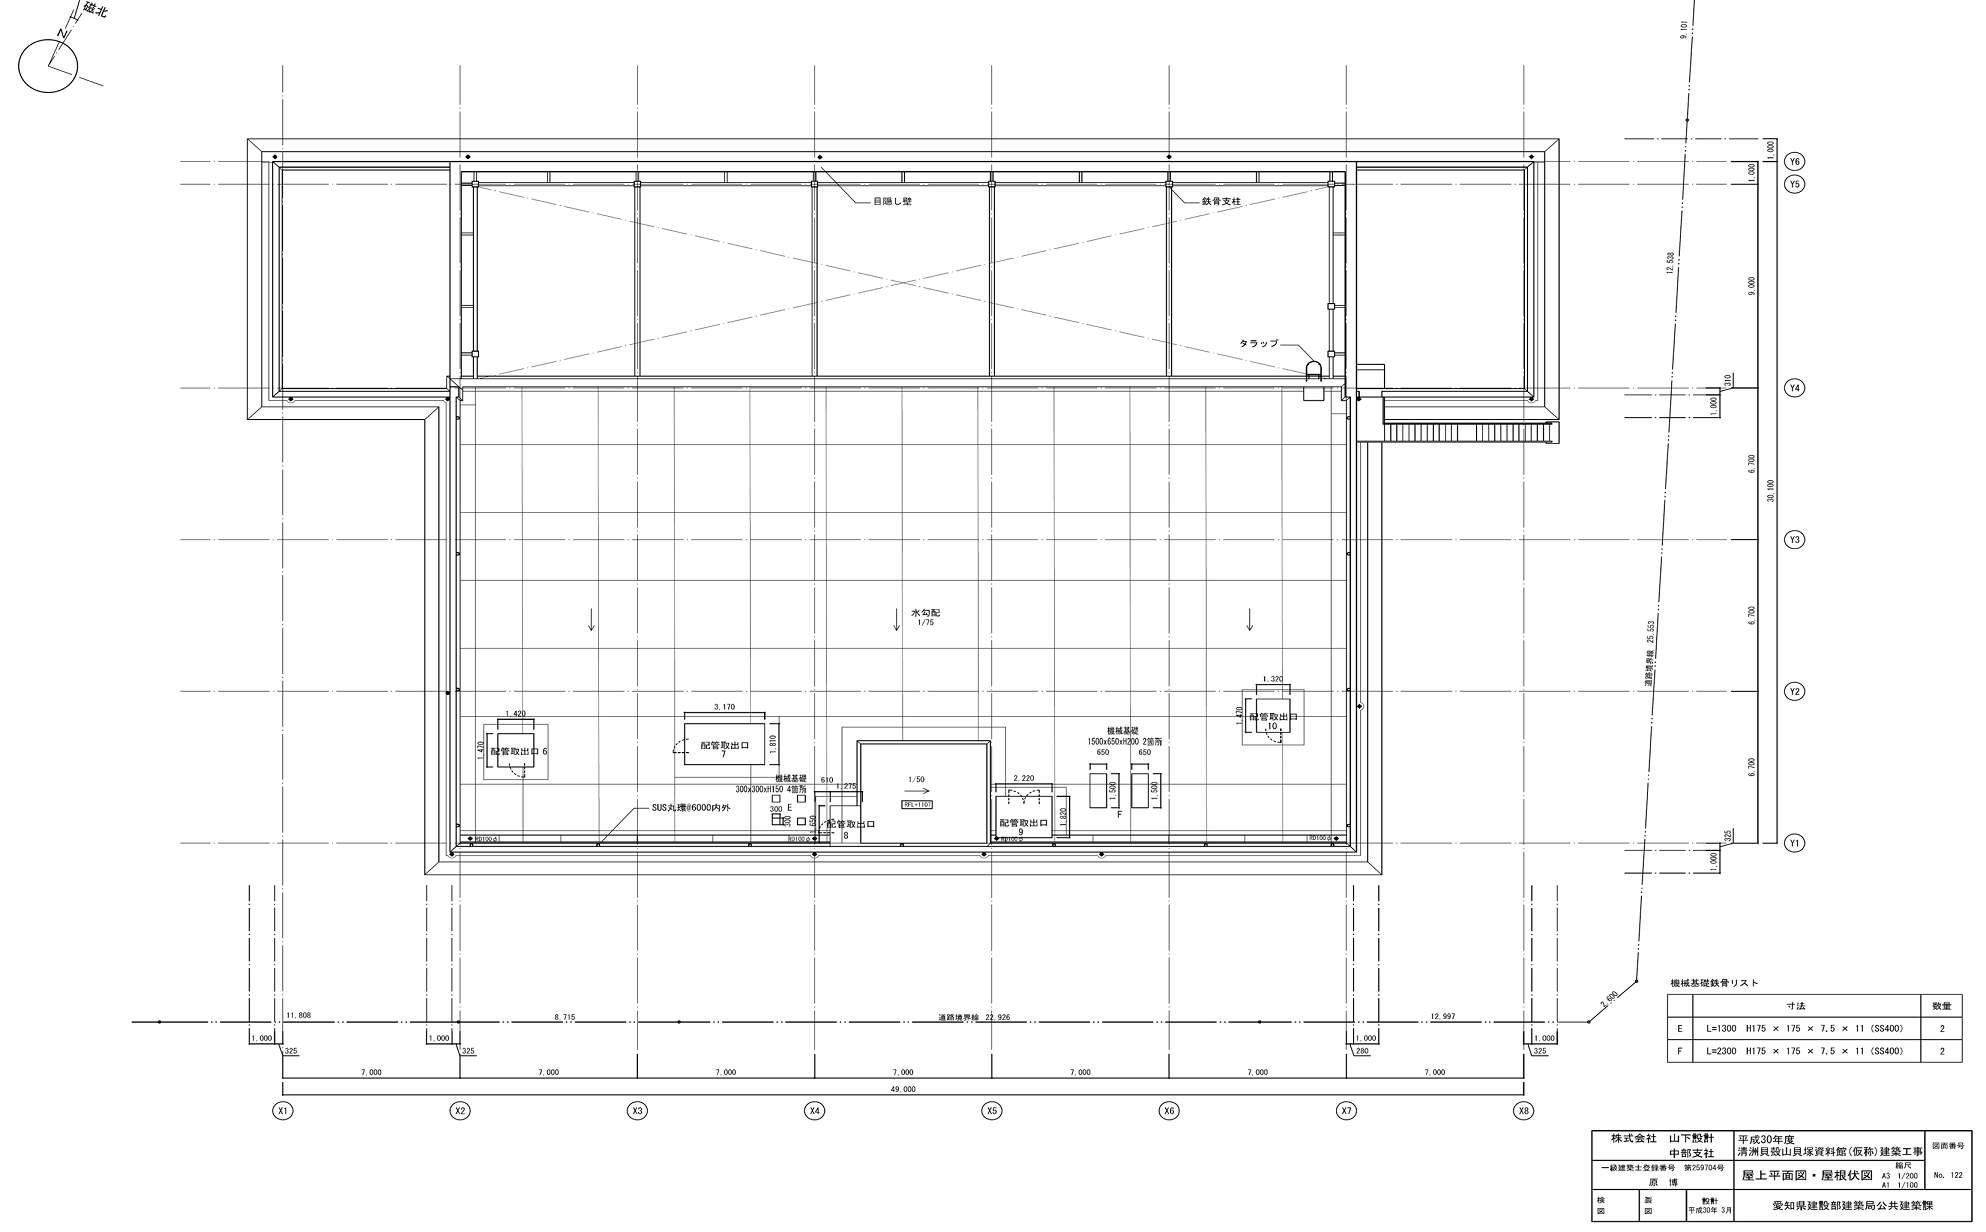 磁北
N
9,101
12,538
道路境界線 25,553
2,600
1,000
Y6
1,000
Y5
9,000
310
Y4
1,000
6,700
30,100
Y3
6,700
Y2
6,700
325
Y1
1,000
目隠し壁
鉄骨支柱
タラップ
水勾配
1/75
1,420
1,470
配管取出口 6
3,170
1,810
配管取出口
7
機械基礎
300x300xH150 4箇所
300
300
E
610
1,275
1,650
配管取出口
8
1/50
RFL+1107
2,220
1,820
配管取出口
9
機械基礎
1500x650xH200 2箇所
650
650
1,500
1,500
F
1,320
1,470
配管取出口
10
SUS丸環@6000内外
RD100φ
RD100φ
RD100φ
RD100φ
11,808
8,715
道路境界線 22,926
12,997
1,000
325
1,000
325
1,000
280
1,000
325
7,000
7,000
7,000
7,000
7,000
7,000
7,000
49,000
X1
X2
X3
X4
X5
X6
X7
X8
機械基礎鉄骨リスト
寸法
数量
E
L=1300 H175 × 175 × 7.5 × 11 (SS400)
2
F
L=2300 H175 × 175 × 7.5 × 11 (SS400)
2
株式会社 山下設計
中部支社
一級建築士登録番号 第259704号
原 博
検図
製図
設計
平成30年 3月
平成30年度
清洲貝殻山貝塚資料館(仮称)建築工事
屋上平面図・屋根伏図
縮尺
A3 1/200
A1 1/100
図面番号
No. 122
愛知県建設部建築局公共建築課